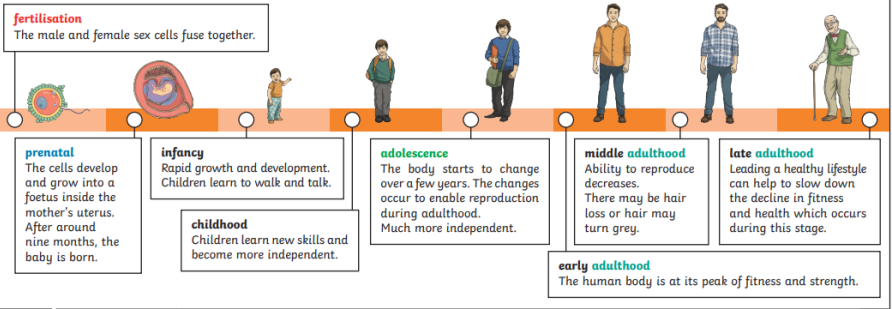 fertilisation
The male and female sex cells fuse together.
prenatal
The cells develop
and grow into a
foetus inside the
mother's uterus.
After around
nine months, the
baby is born.
infancy
Rapid growth and development.
Children learn to walk and talk.
childhood
Children learn new skills and
become more independent.
adolescence
The body starts to change
over a few years. The changes
occur to enable reproduction
during adulthood.
Much more independent.
early adulthood
The human body is at its peak of fitness and strength.
middle adulthood
Ability to reproduce
decreases.
There may be hair
loss or hair may
turn grey.
late adulthood
Leading a healthy lifestyle
can help to slow down
the decline in fitness
and health which occurs
during this stage.